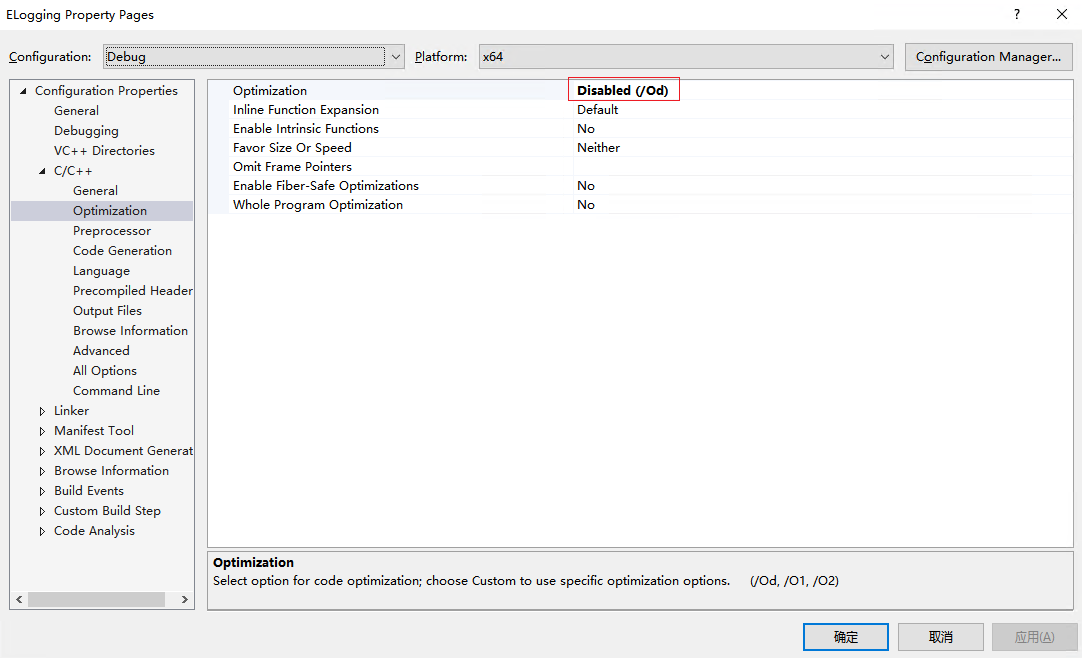 ELogging Property Pages
?
Configuration: Debug Platform: x64 Configuration Manager...
Configuration Properties
General
Debugging
VC++ Directories
C/C++
General
Optimization
Preprocessor
Code Generation
Language
Precompiled Header
Output Files
Browse Information
Advanced
All Options
Command Line
Linker
Manifest Tool
XML Document Generat
Browse Information
Build Events
Custom Build Step
Code Analysis
Optimization Disabled (/Od)
Inline Function Expansion Default
Enable Intrinsic Functions No
Favor Size Or Speed Neither
Omit Frame Pointers
Enable Fiber-Safe Optimizations No
Whole Program Optimization No
Optimization
Select option for code optimization; choose Custom to use specific optimization options. (/Od, /O1, /O2)
确定 取消 应用(A)